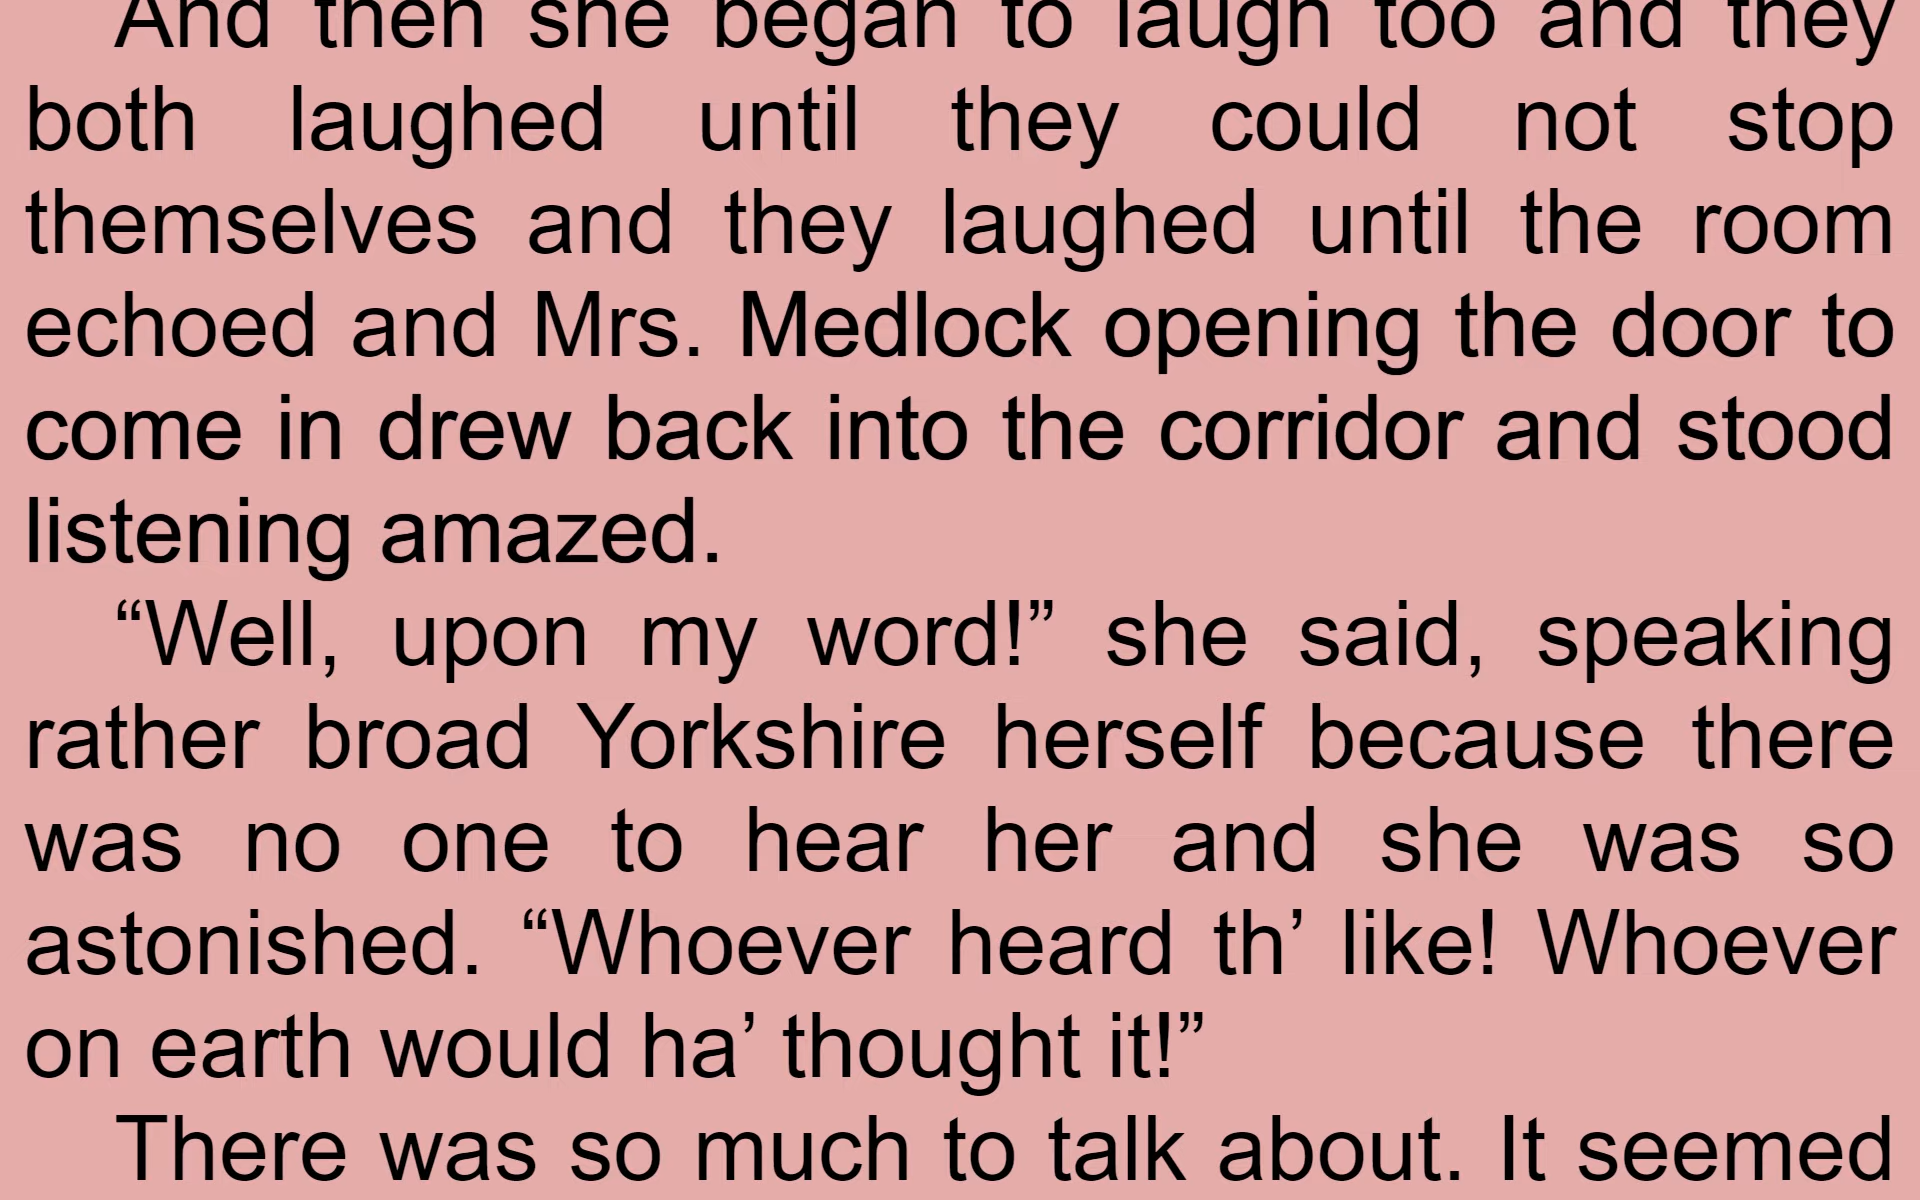 And then she began to laugh too and they
both laughed until they could not stop
themselves and they laughed until the room
echoed and Mrs. Medlock opening the door to
come in drew back into the corridor and stood
listening amazed.
“Well, upon my word!” she said, speaking
rather broad Yorkshire herself because there
was no one to hear her and she was so
astonished. “Whoever heard th’ like! Whoever
on earth would ha’ thought it!”
There was so much to talk about. It seemed